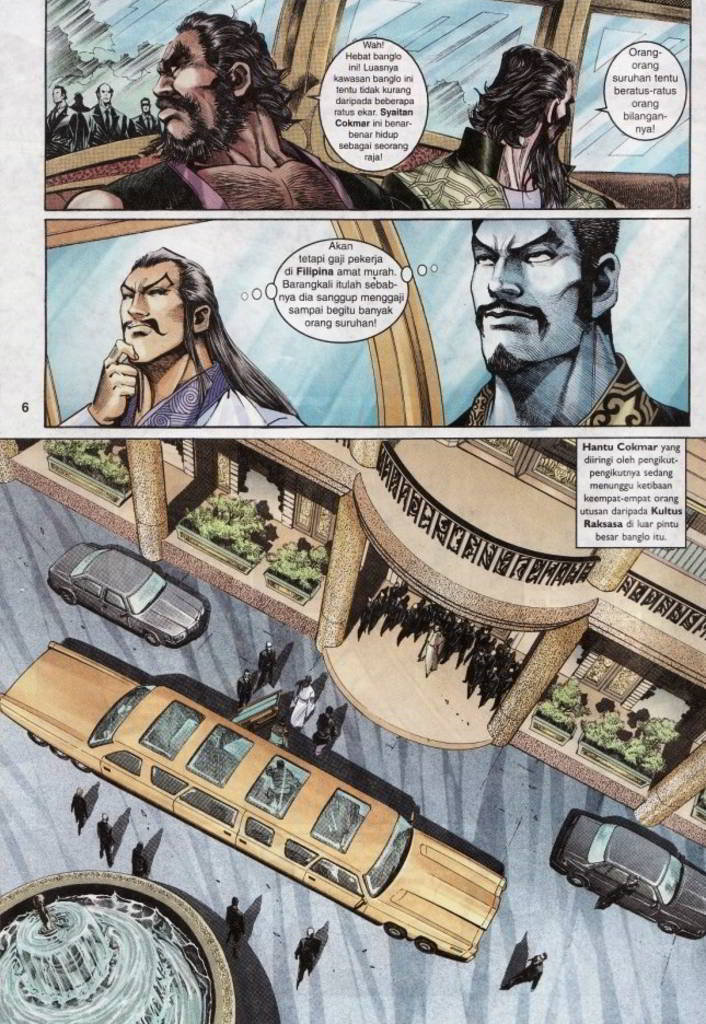 Wah!
Hebat banglo
ini! Luasnya
kawasan banglo ini
tentu tidak kurang
daripada beberapa
ratus ekar. Syaitan
Cokmar ini benar-
benar hidup
sebagai seorang
raja!
Orang-
orang
suruhan tentu
beratus-ratus
orang
bilangan-
nya!
Akan
tetapi gaji pekerja
di Filipina amat murah.
Barangkali itulah sebab-
nya dia sanggup menggaji
sampai begitu banyak
orang suruhan!
6
Hantu Cokmar yang
diiringi oleh pengikut-
pengikutnya sedang
menunggu ketibaan
keempat-empat orang
utusan daripada Kultus
Raksasa di luar pintu
besar banglo itu.